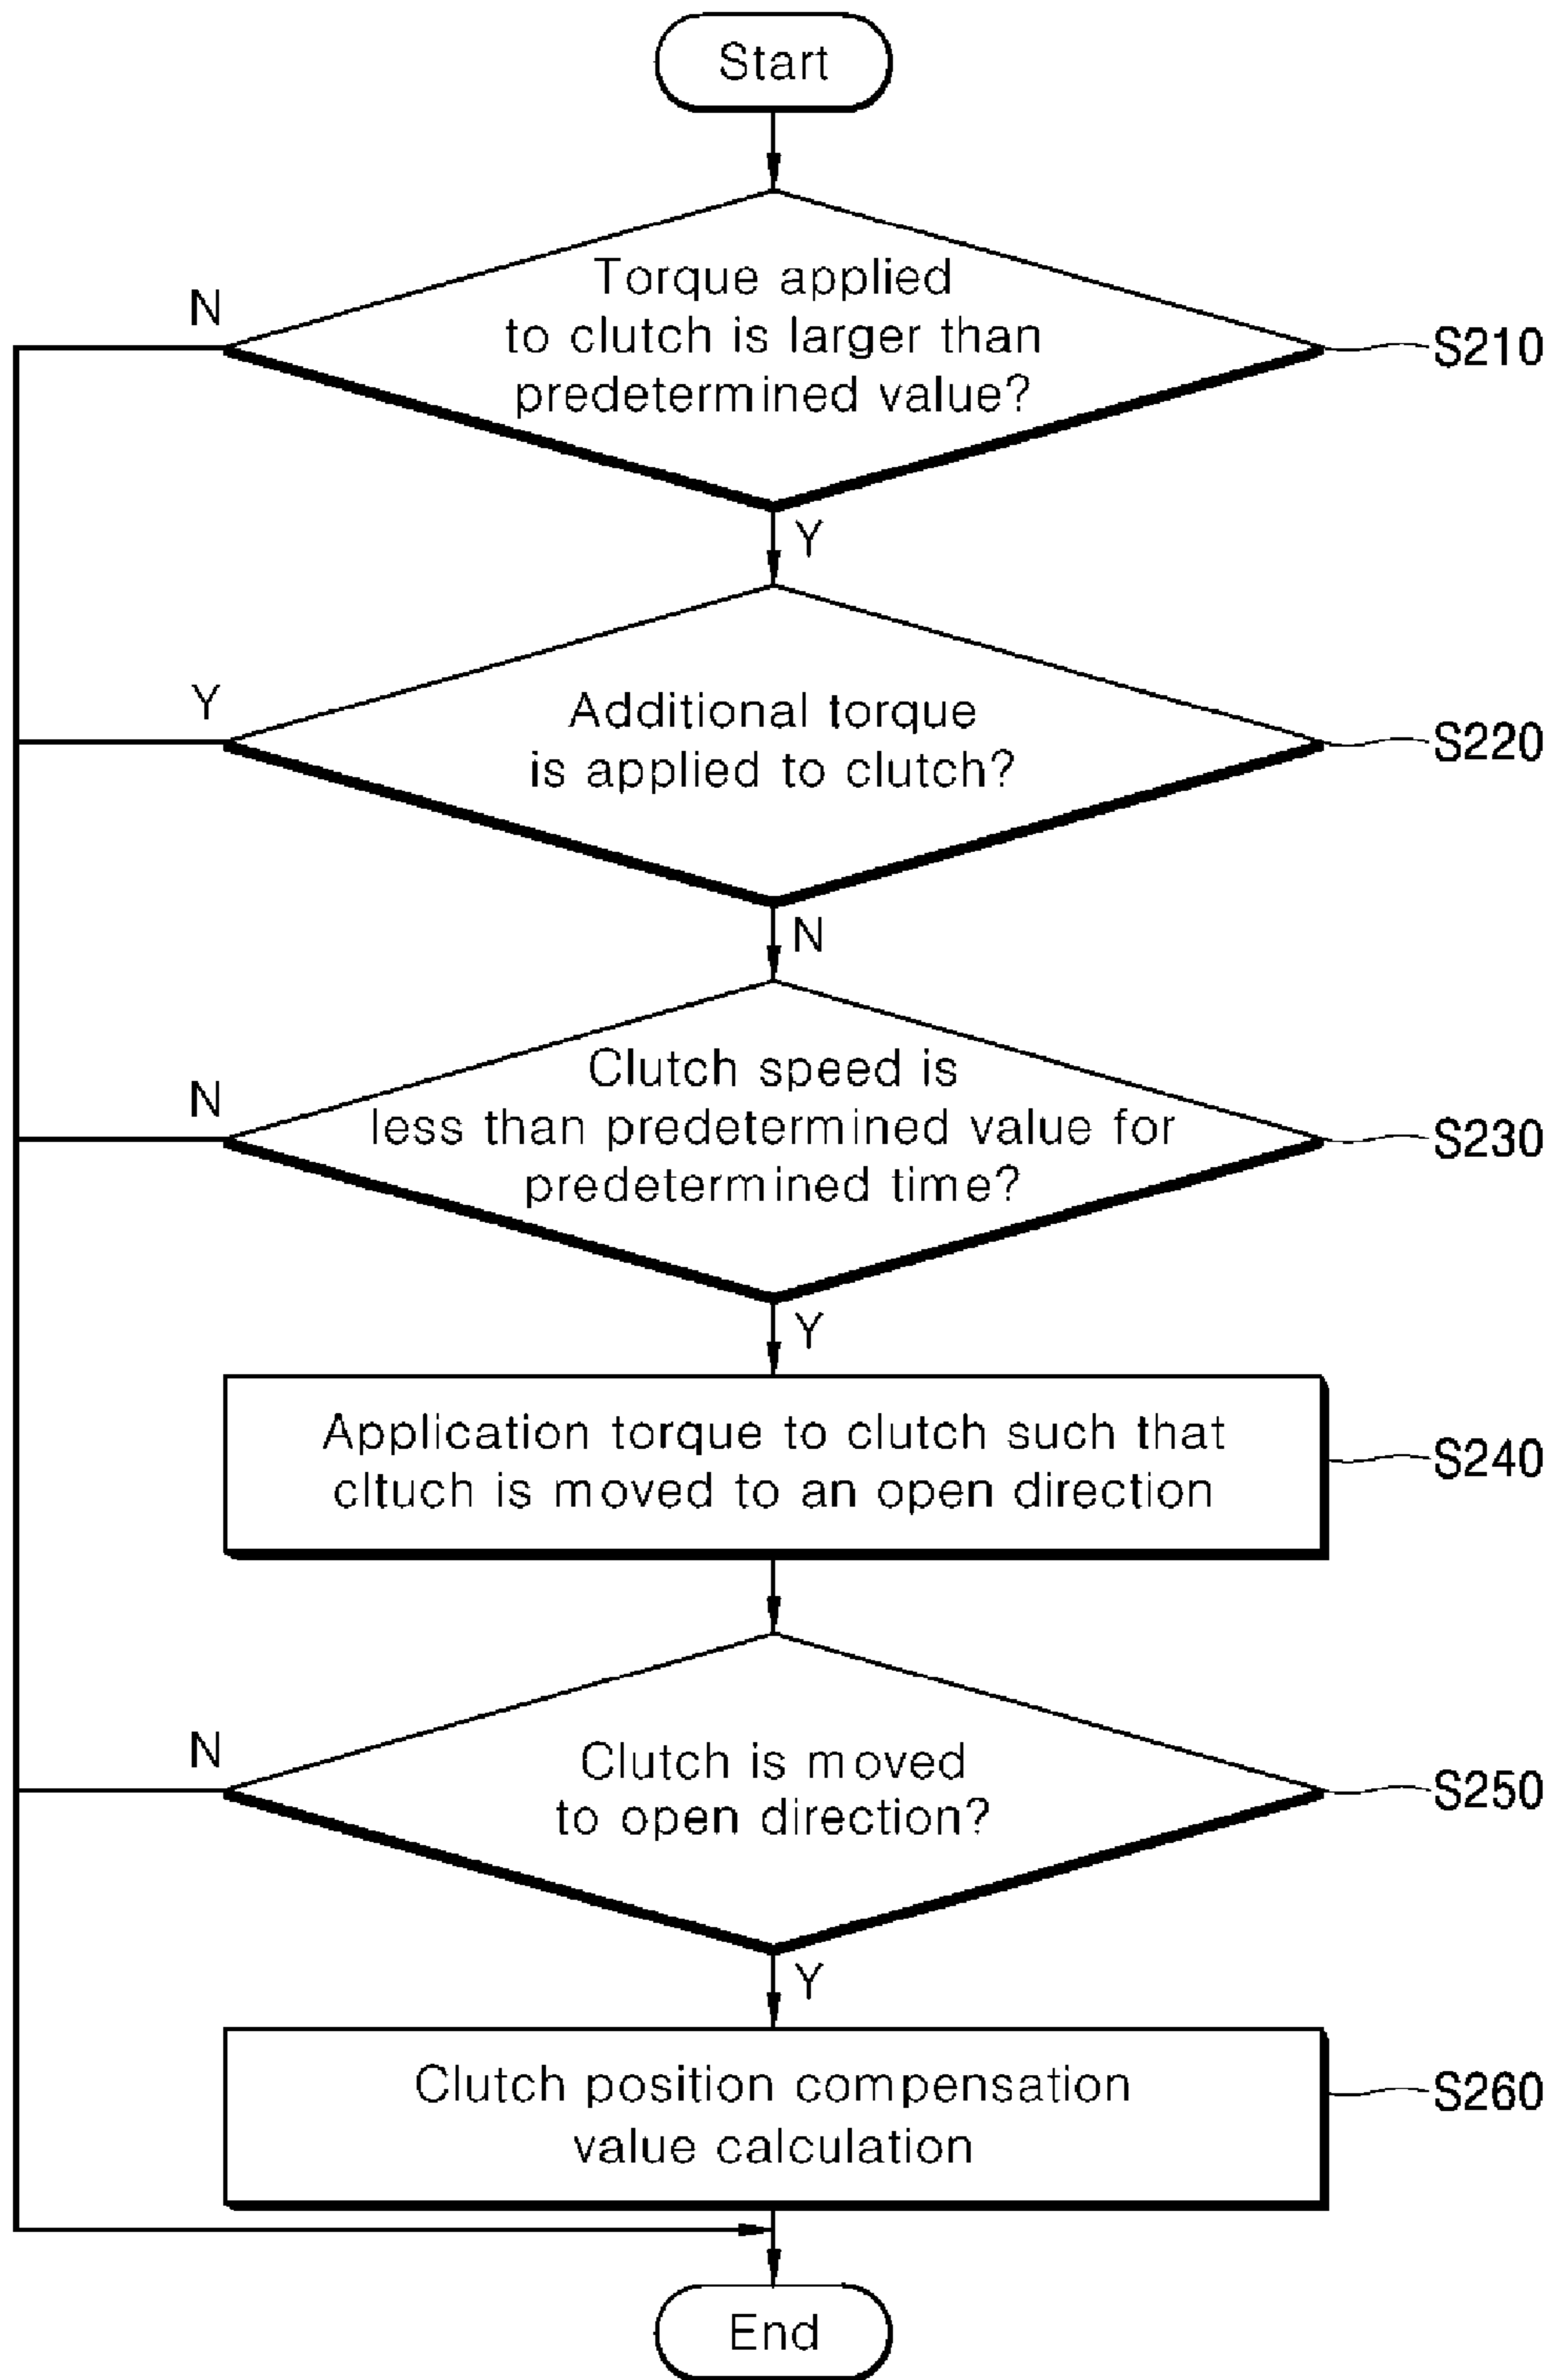 Start
Torque applied
to clutch is larger than
predetermined value?
N
S210
Y
Additional torque
is applied to clutch?
Y
S220
N
Clutch speed is
less than predetermined value for
predetermined time?
N
S230
Y
Application torque to clutch such that
cltuch is moved to an open direction
S240
Clutch is moved
to open direction?
N
S250
Y
Clutch position compensation
value calculation
S260
End